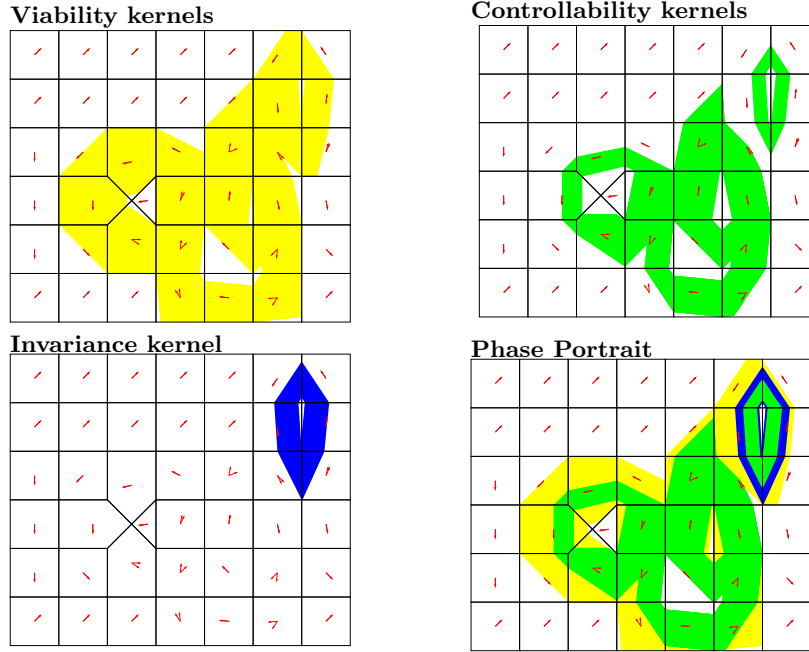 Viability kernels
Controllability kernels
Invariance kernel
Phase Portrait